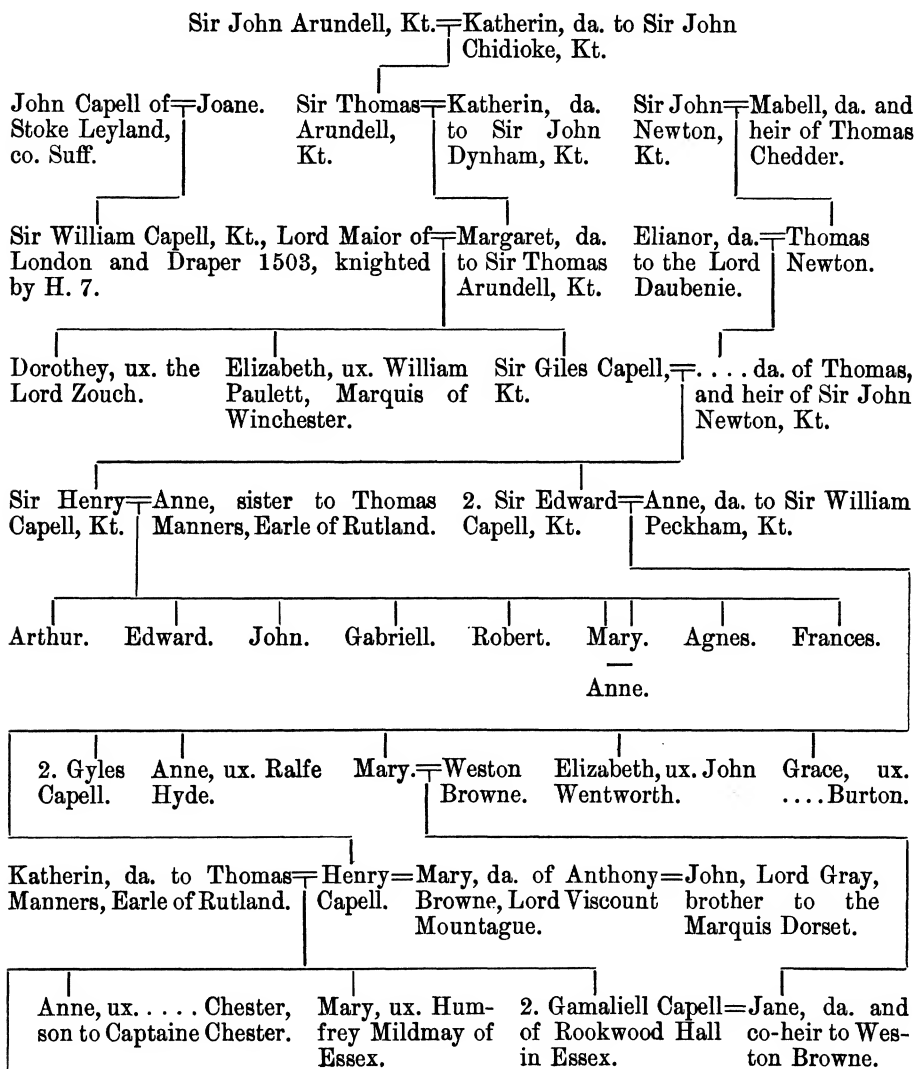 Sir John Arundell, Kt.=Katherin, da. to Sir John
Chidioke, Kt.
John Capell of=Joane.
Stoke Leyland,
co. Suff.
Sir Thomas=Katherin, da.
Arundell, to Sir John
Kt. Dynham, Kt.
Sir John=Mabell, da. and
Newton, heir of Thomas
Kt. Chedder.
Sir William Capell, Kt., Lord Maior of=Margaret, da.
London and Draper 1503, knighted to Sir Thomas
by H. 7. Arundell, Kt.
Elianor, da.=Thomas
to the Lord Newton.
Daubenie.
Dorothey, ux. the
Lord Zouch.
Elizabeth, ux. William
Paulett, Marquis of
Winchester.
Sir Giles Capell,=. . . . da. of Thomas,
Kt. and heir of Sir John
Newton, Kt.
Sir Henry=Anne, sister to Thomas
Capell, Kt. Manners, Earle of Rutland.
2. Sir Edward=Anne, da. to Sir William
Capell, Kt. Peckham, Kt.
Arthur. Edward. John. Gabriell. Robert. Mary. Agnes. Frances.
Anne.
2. Gyles
Capell.
Anne, ux. Ralfe
Hyde.
Mary.=Weston
Browne.
Elizabeth, ux. John
Wentworth.
Grace, ux.
. . . . Burton.
Katherin, da. to Thomas=Henry=Mary, da. of Anthony=John, Lord Gray,
Manners, Earle of Rutland. Capell. Browne, Lord Viscount brother to the
Mountague. Marquis Dorset.
Anne, ux. . . . . Chester,
son to Captaine Chester.
Mary, ux. Hum-
frey Mildmay of
Essex.
2. Gamaliell Capell=Jane, da. and
of Rookwood Hall co-heir to Wes-
in Essex. ton Browne.